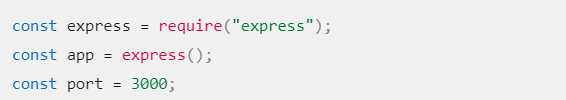 const express = require("express");
const app = express();
const port = 3000;